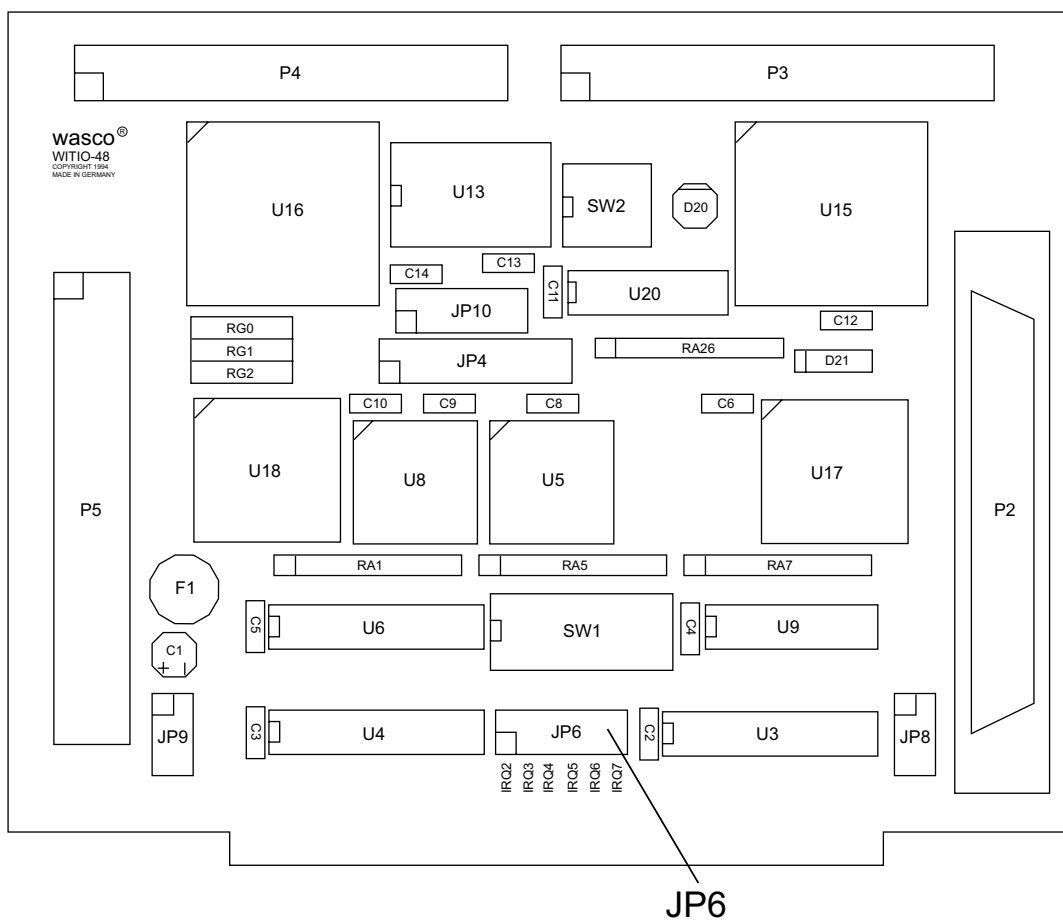 P4 P3
wasco®
WITIO-48
COPYRIGHT 1994
MADE IN GERMANY
U16 U13 SW2 D20 U15
C14 C13 C11 U20
JP10 C12
RG0
RG1
RG2
JP4 RA26 D21
C10 C9 C8 C6
U18 U8 U5 U17
P5 P2
RA1 RA5 RA7
F1
C5 U6 SW1 C4 U9
C1
+ |
JP9 C3 U4 JP6 C2 U3 JP8
IRQ2 IRQ3 IRQ4 IRQ5 IRQ6 IRQ7
JP6